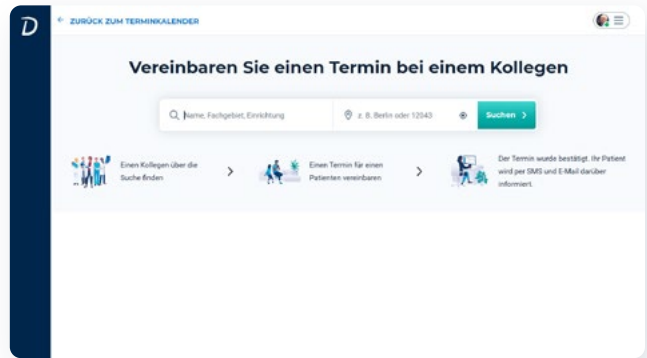 D
← ZURÜCK ZUM TERMINKALENDER
Vereinbaren Sie einen Termin bei einem Kollegen
Name, Fachgebiet, Einrichtung
z. B. Berlin oder 12043
Suchen >
Einen Kollegen über die
Suche finden
>
Einen Termin für einen
Patienten vereinbaren
>
Der Termin wurde bestätigt. Ihr Patient
wird per SMS und E-Mail darüber
informiert.